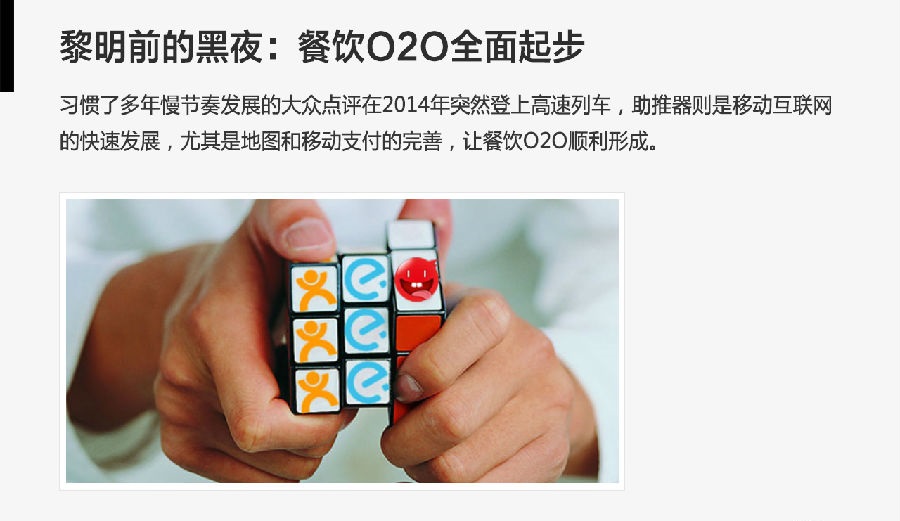 黎明前的黑夜：餐饮O2O全面起步
习惯了多年慢节奏发展的大众点评在2014年突然登上高速列车，助推器则是移动互联网
的快速发展，尤其是地图和移动支付的完善，让餐饮O2O顺利形成。